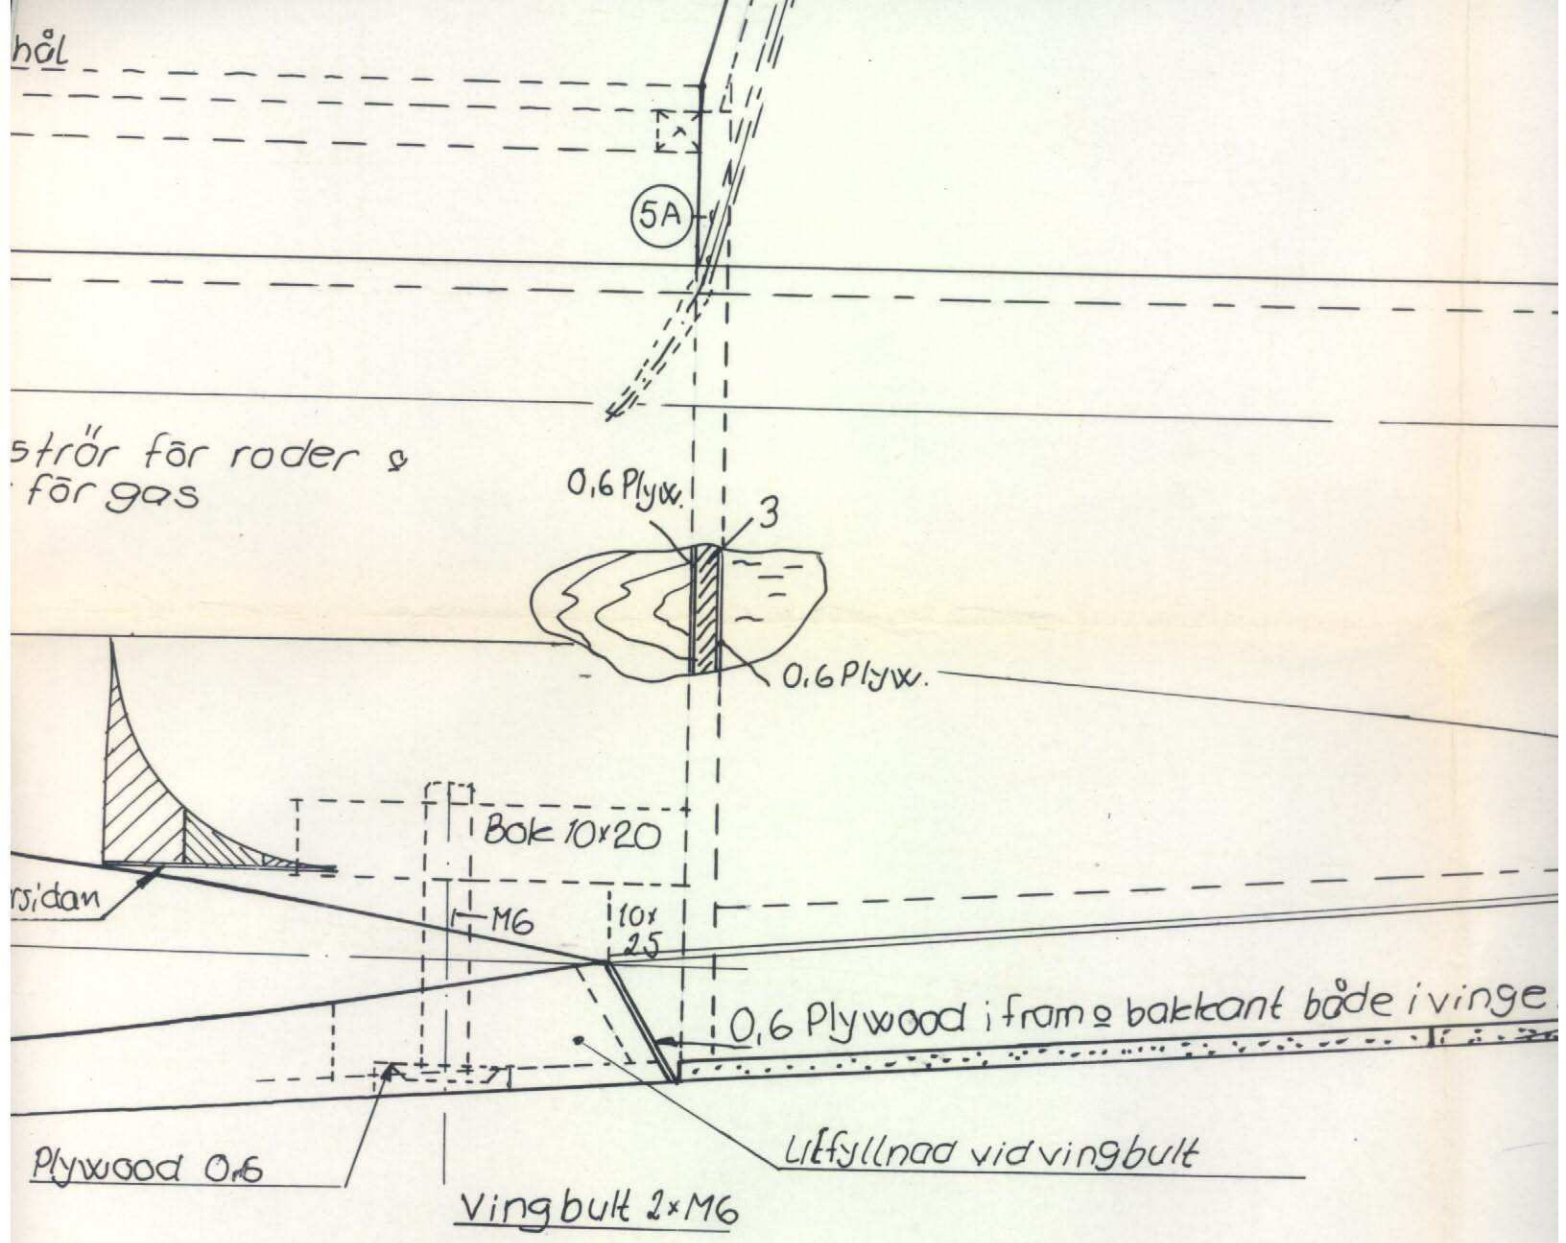 hål
5A
strör för roder &
för gas
0,6 Plyw.
3
0,6 Plyw.
Bok 10x20
rsidan
M6
10x
25
0,6 Plywood i fram o bakkant både i vinge
Utfyllnad vid vingbult
Plywood 0,6
Vingbult 2xM6